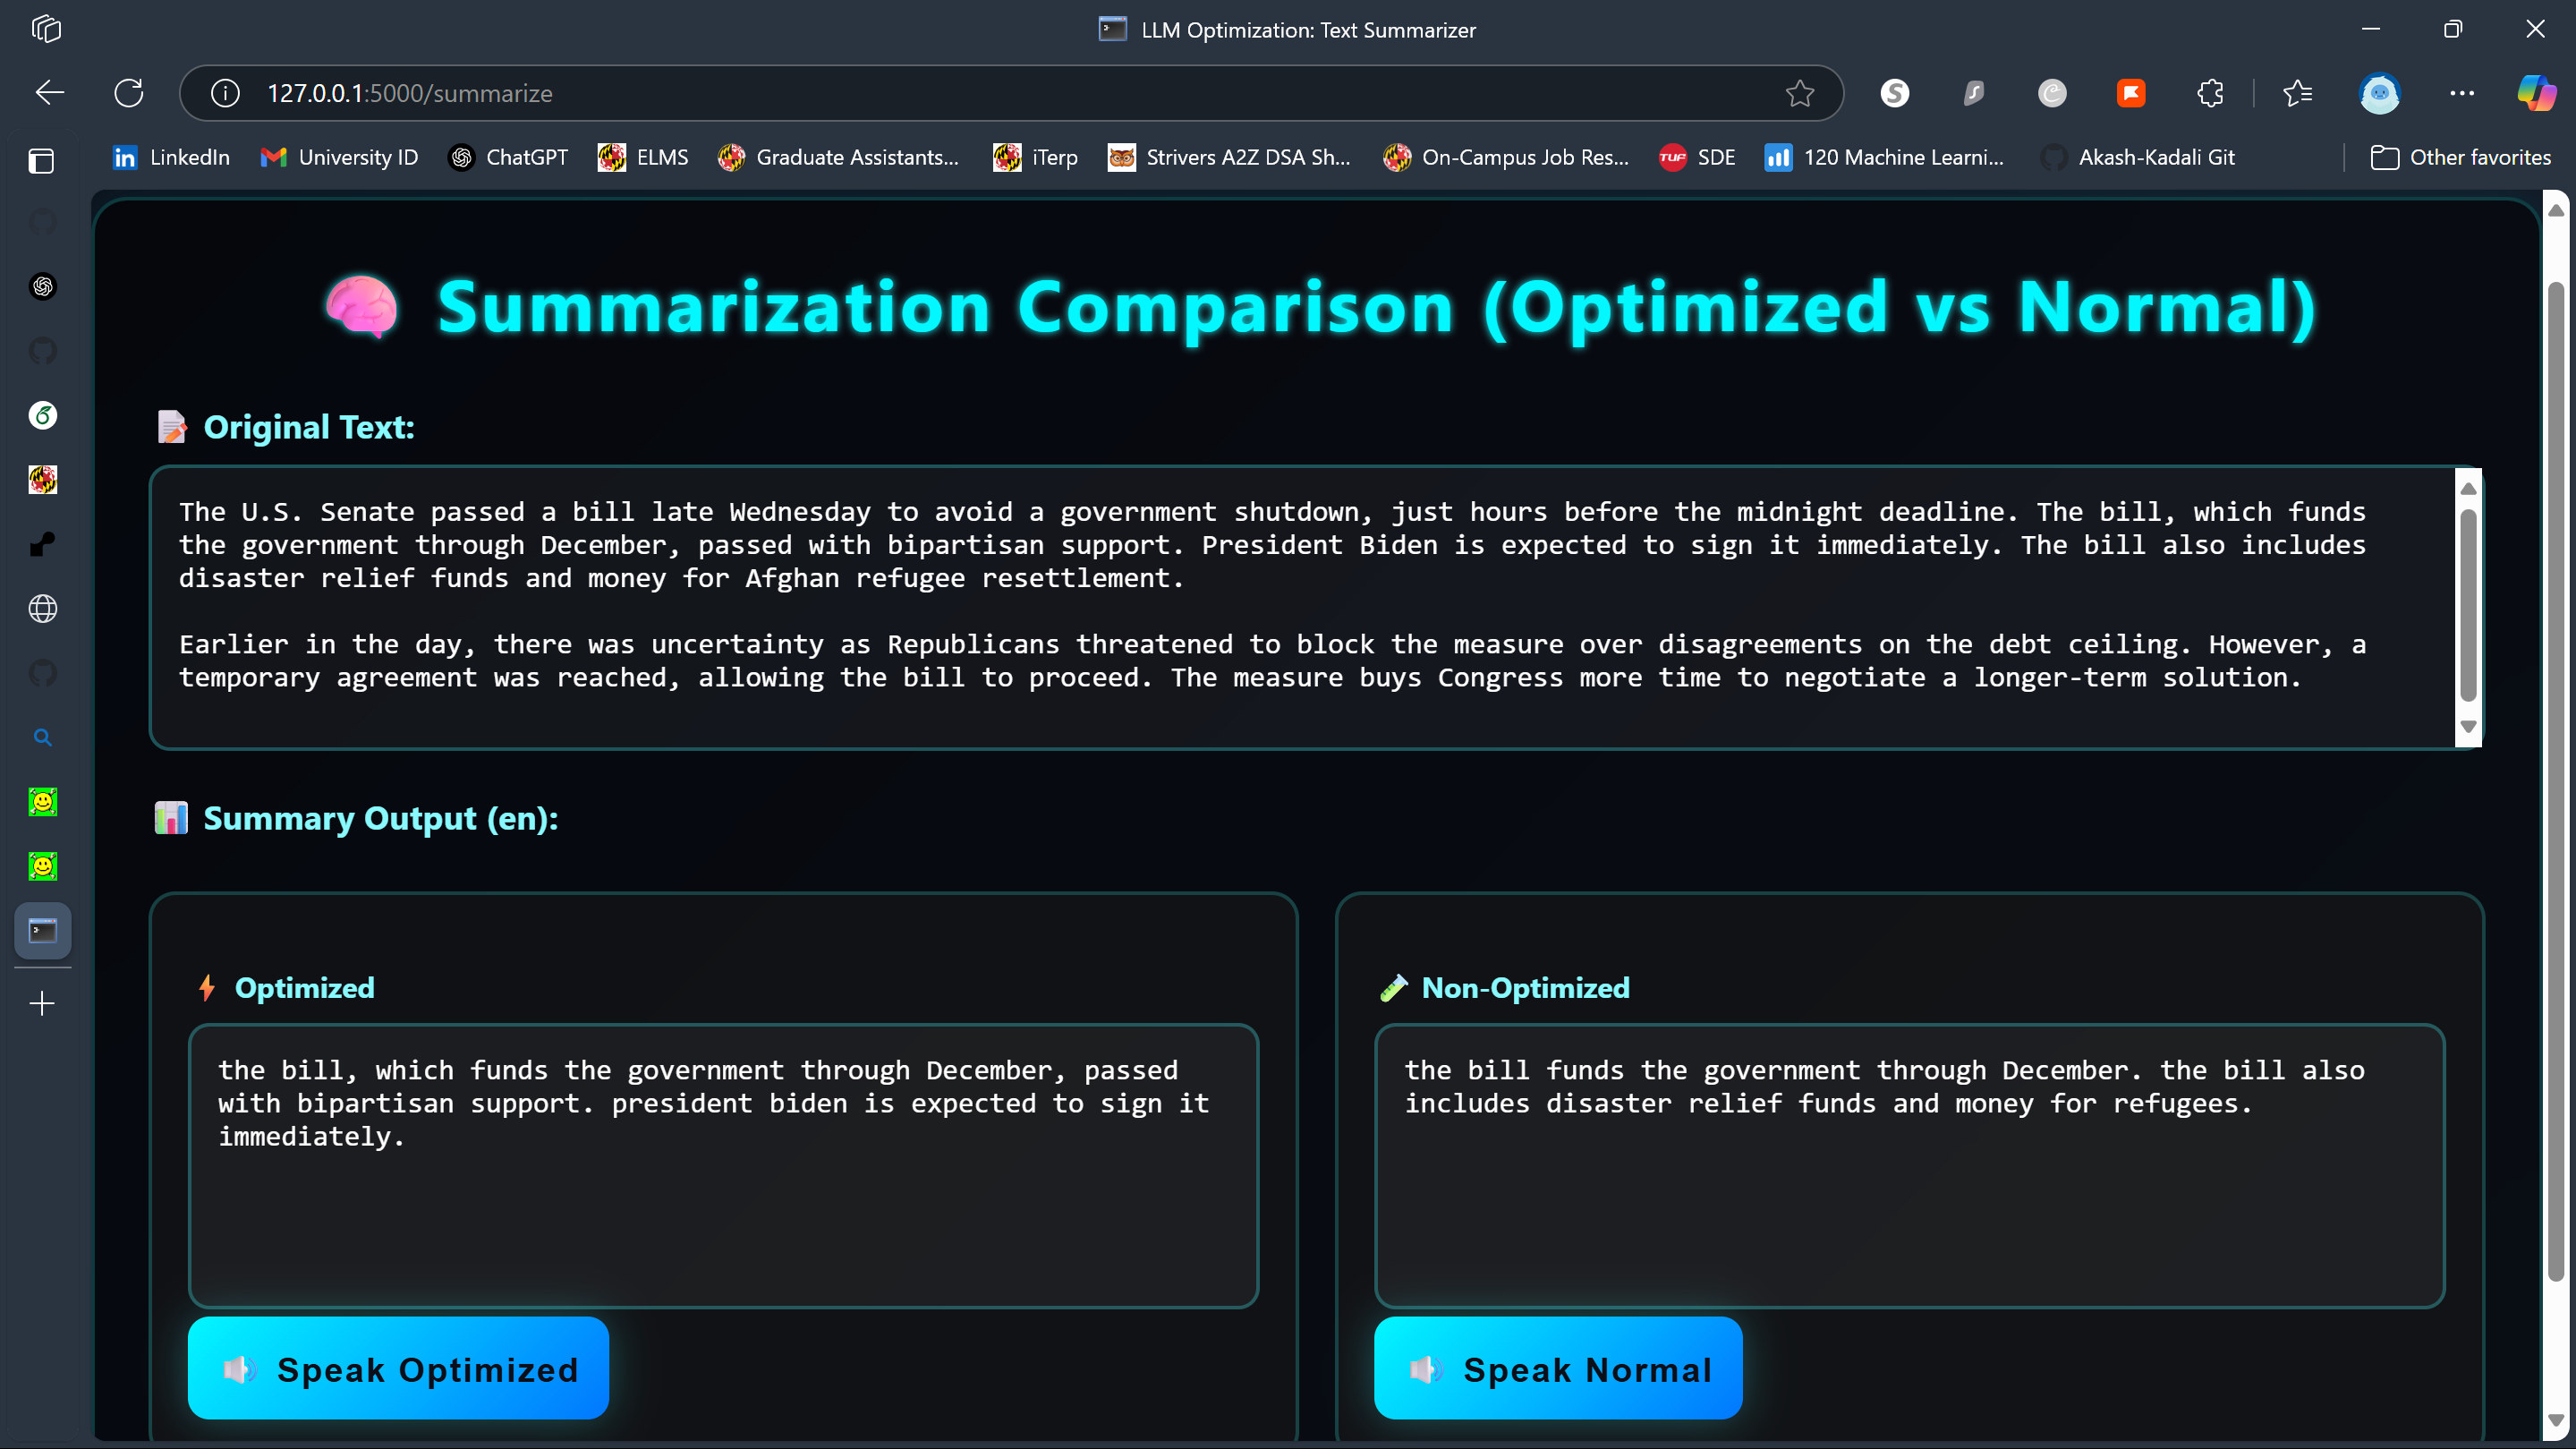 LLM Optimization: Text Summarizer
127.0.0.1:5000/summarize
LinkedIn University ID ChatGPT ELMS Graduate Assistants... iTerp Strivers A2Z DSA Sh... On-Campus Job Res... TUF SDE 120 Machine Learni... Akash-Kadali Git Other favorites
Summarization Comparison (Optimized vs Normal)
Original Text:
The U.S. Senate passed a bill late Wednesday to avoid a government shutdown, just hours before the midnight deadline. The bill, which funds
the government through December, passed with bipartisan support. President Biden is expected to sign it immediately. The bill also includes
disaster relief funds and money for Afghan refugee resettlement.
Earlier in the day, there was uncertainty as Republicans threatened to block the measure over disagreements on the debt ceiling. However, a
temporary agreement was reached, allowing the bill to proceed. The measure buys Congress more time to negotiate a longer-term solution.
Summary Output (en):
Optimized
the bill, which funds the government through December, passed
with bipartisan support. president biden is expected to sign it
immediately.
Speak Optimized
Non-Optimized
the bill funds the government through December. the bill also
includes disaster relief funds and money for refugees.
Speak Normal